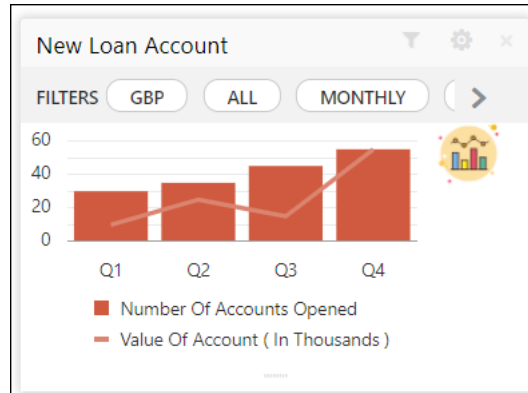 New Loan Account
FILTERS GBP ALL MONTHLY
60
40
20
0
Q1 Q2 Q3 Q4
Number Of Accounts Opened
Value Of Account ( In Thousands )